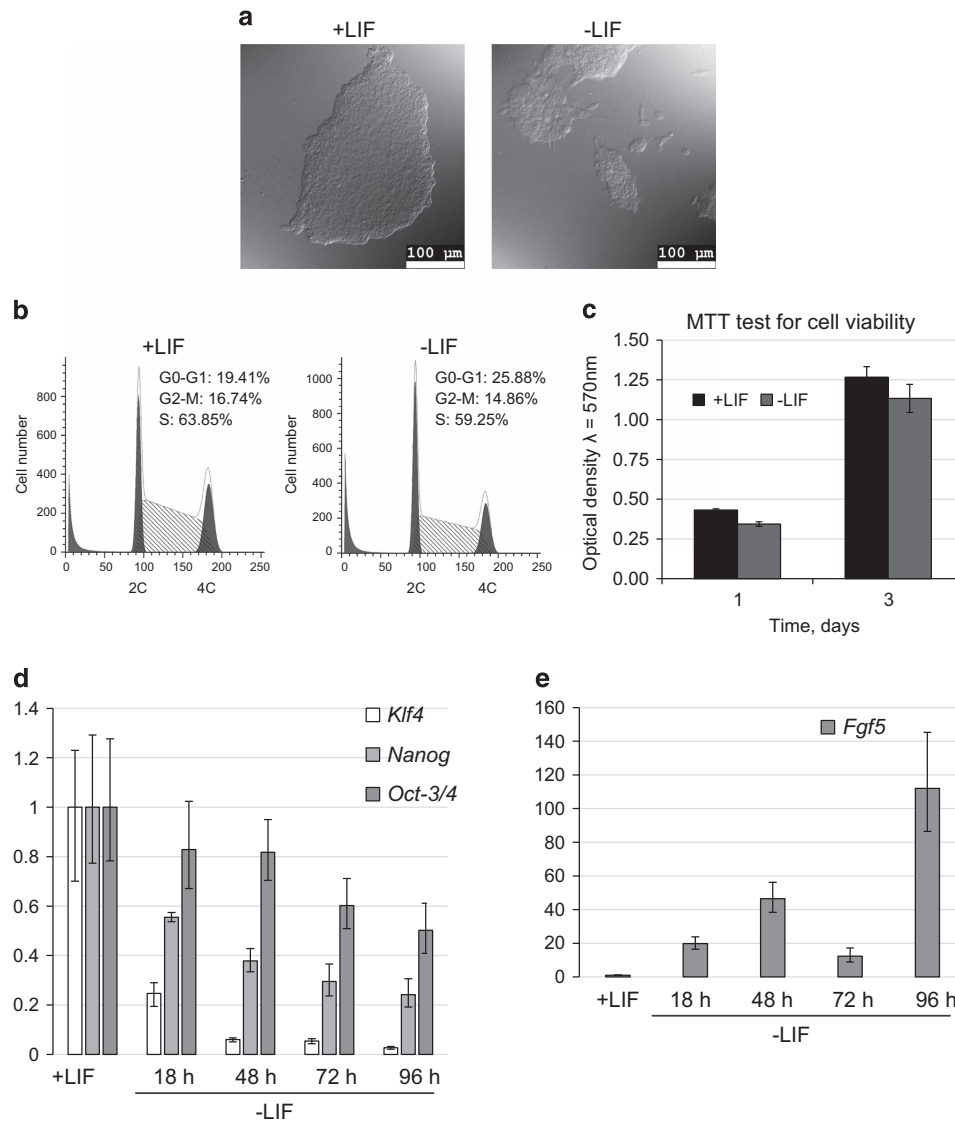 a
+LIF
-LIF
100 µm
100 µm
b
+LIF
G0-G1: 19.41%
G2-M: 16.74%
S: 63.85%
Cell number
800
600
400
200
0
0 50 100 150 200 250
2C 4C
-LIF
G0-G1: 25.88%
G2-M: 14.86%
S: 59.25%
Cell number
1000
800
600
400
200
0
0 50 100 150 200 250
2C 4C
c
MTT test for cell viability
+LIF -LIF
Optical density λ = 570nm
1.50
1.25
1.00
0.75
0.50
0.25
0.00
1 3
Time, days
d
Klf4
Nanog
Oct-3/4
1.4
1.2
1
0.8
0.6
0.4
0.2
0
+LIF 18 h 48 h 72 h 96 h
-LIF
e
Fgf5
160
140
120
100
80
60
40
20
0
+LIF 18 h 48 h 72 h 96 h
-LIF